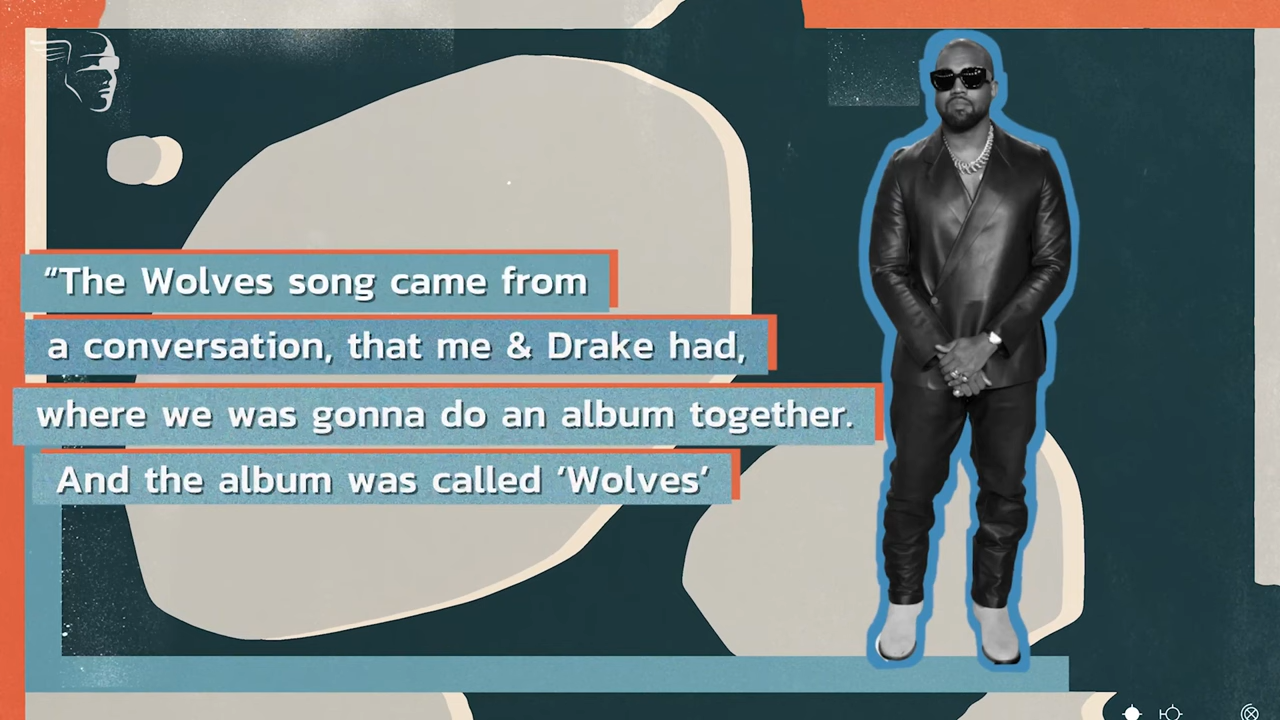 “The Wolves song came from
a conversation, that me & Drake had,
where we was gonna do an album together.
And the album was called ‘Wolves’